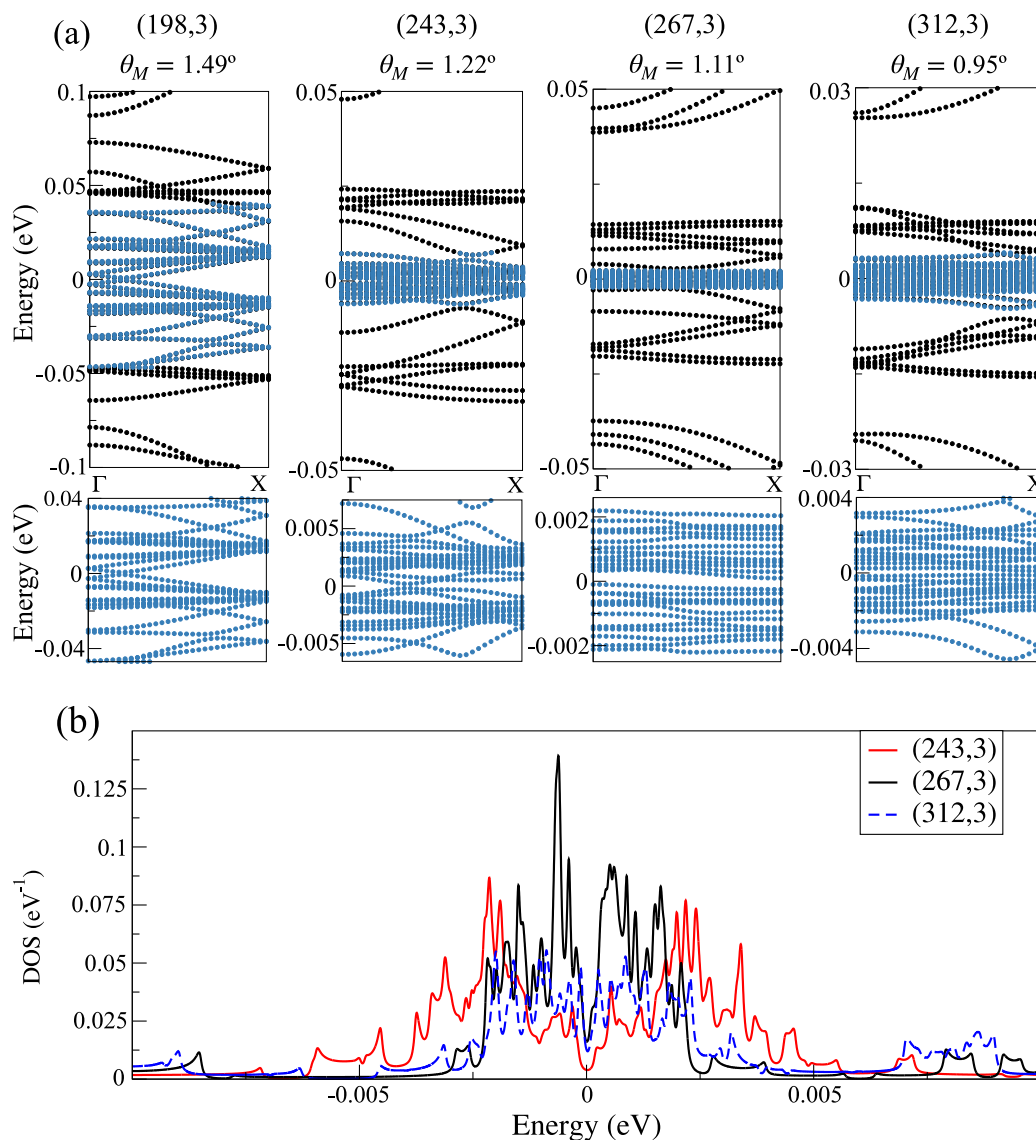 (a)
(198,3) (243,3) (267,3) (312,3)
θM = 1.49º θM = 1.22º θM = 1.11º θM = 0.95º
0.1 0.05 0.05 0.03
0.05
Energy (eV)
0 0 0 0
-0.05
-0.1 -0.05 -0.05 -0.03
Γ X Γ X Γ X
0.04 0.005 0.002 0.004
Energy (eV)
0 0 0 0
-0.04 -0.005 -0.002 -0.004
(b)
(243,3)
(267,3)
(312,3)
0.125
0.1
0.075
0.05
0.025
0
DOS (eV-1)
-0.005 0 0.005
Energy (eV)